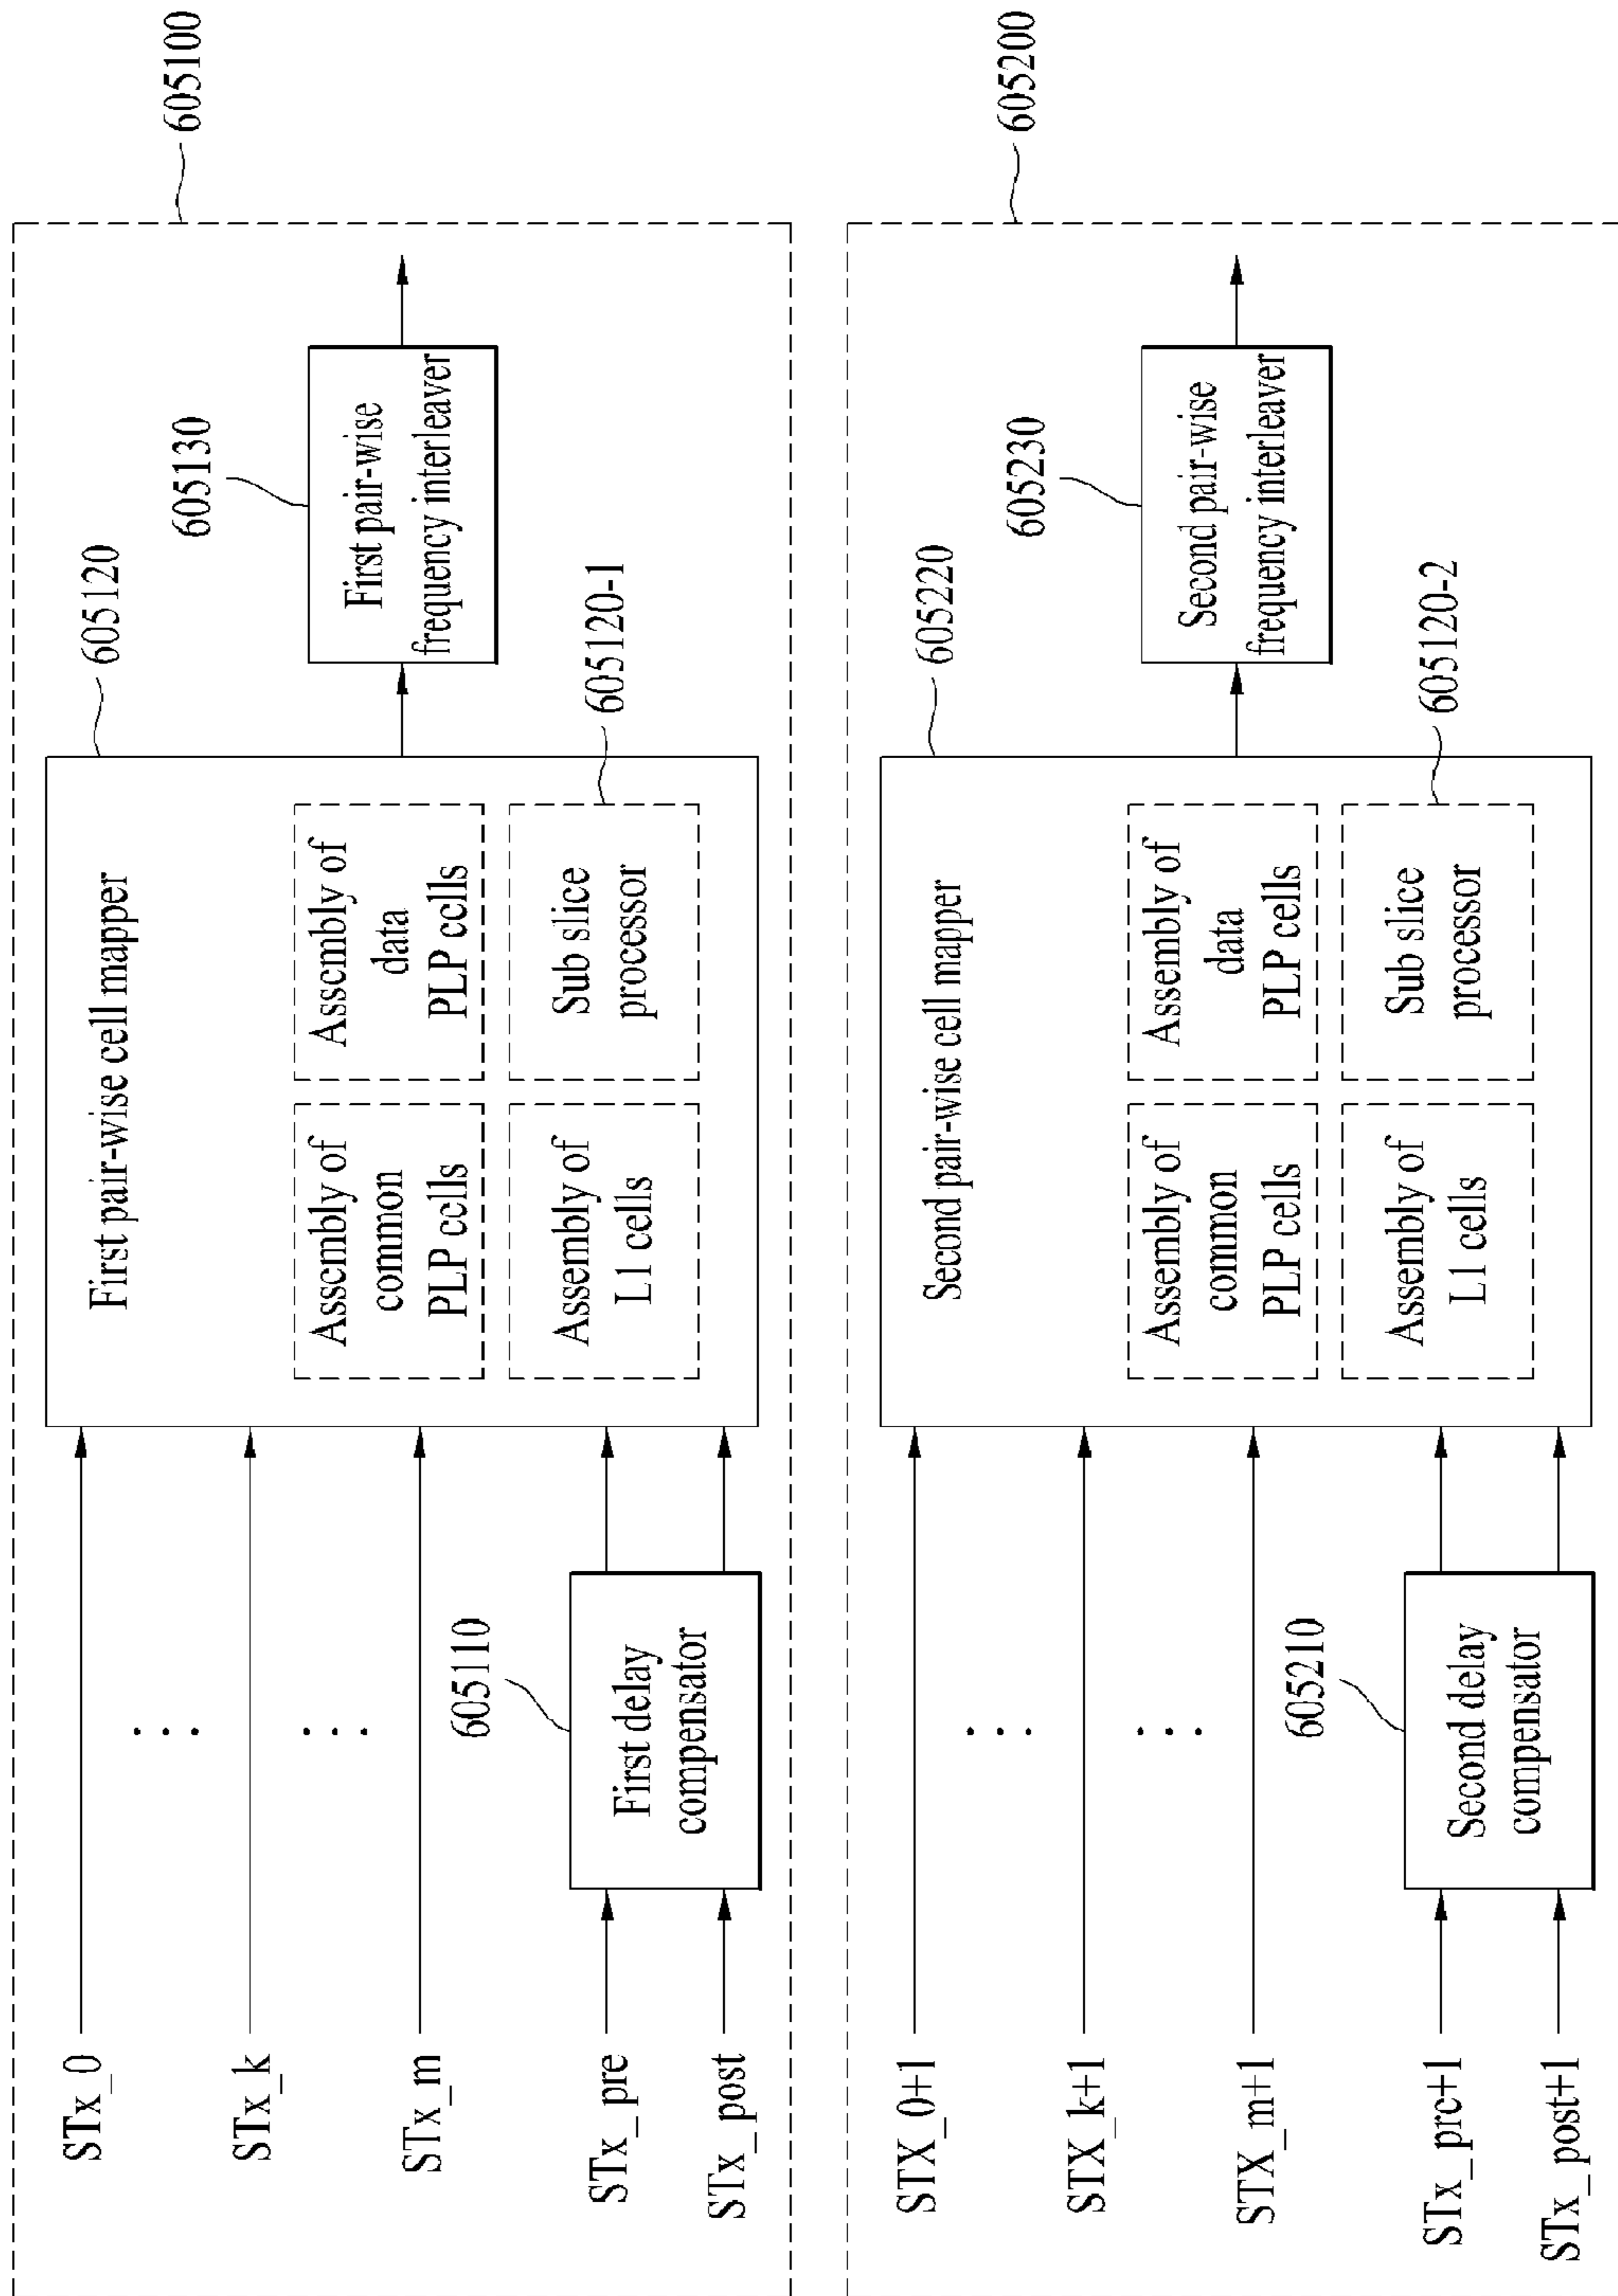 605100
605120
605130
First pair-wise cell mapper
STx_0
STx_k
STx_m
Assembly of
common
PLP cells
Assembly of
data
PLP cells
First pair-wise
frequency interleaver
605110
605120-1
STx_pre
STx_post
First delay
compensator
Assembly of
L1 cells
Sub slice
processor
605200
605220
605230
Second pair-wise cell mapper
STX_0+1
STX_k+1
STX_m+1
Assembly of
common
PLP cells
Assembly of
data
PLP cells
Second pair-wise
frequency interleaver
605210
605120-2
STx_pre+1
STx_post+1
Second delay
compensator
Assembly of
L1 cells
Sub slice
processor